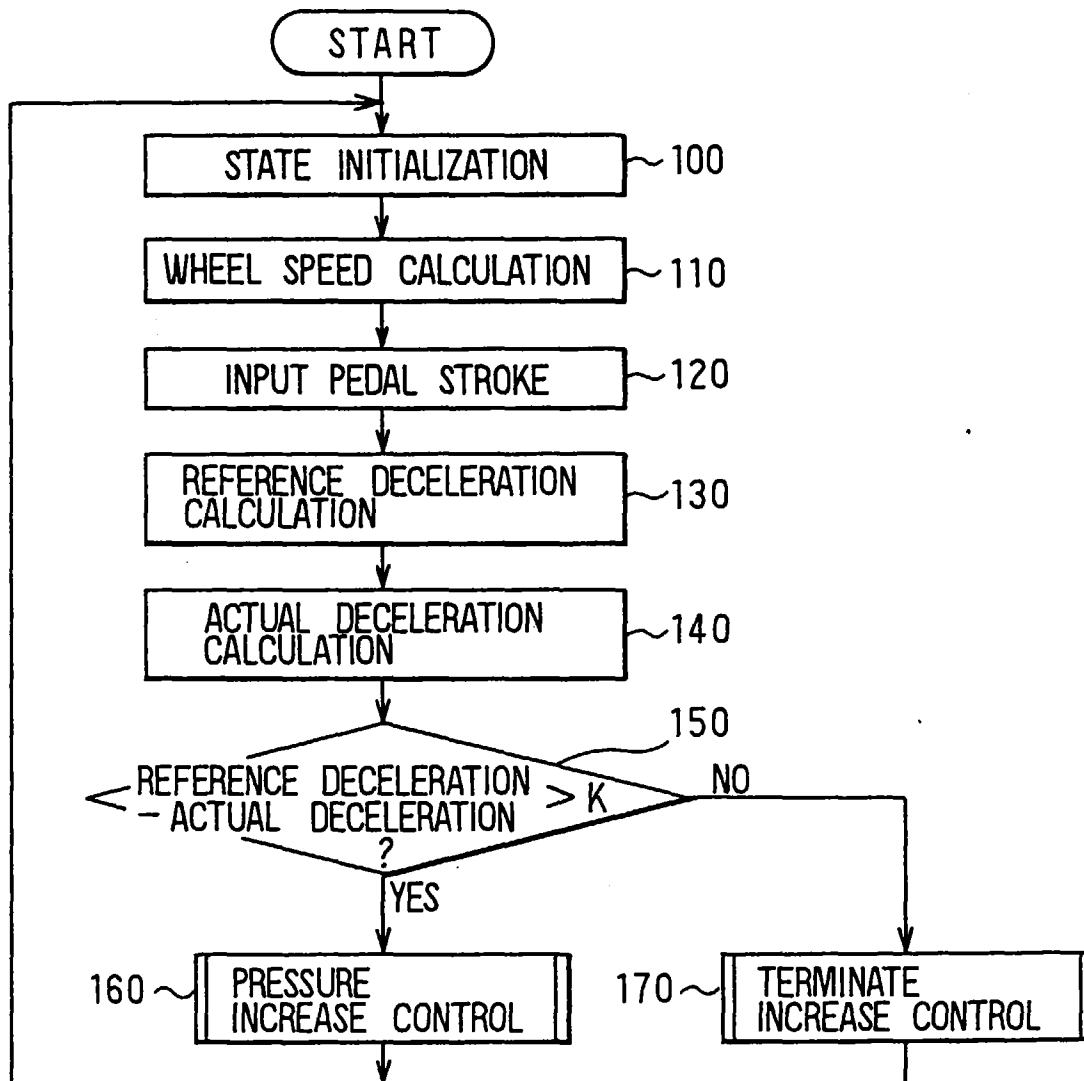 START
STATE INITIALIZATION
100
WHEEL SPEED CALCULATION
110
INPUT PEDAL STROKE
120
REFERENCE DECELERATION
CALCULATION
130
ACTUAL DECELERATION
CALCULATION
140
150
REFERENCE DECELERATION
- ACTUAL DECELERATION
> K
?
NO
YES
160
PRESSURE
INCREASE CONTROL
170
TERMINATE
INCREASE CONTROL